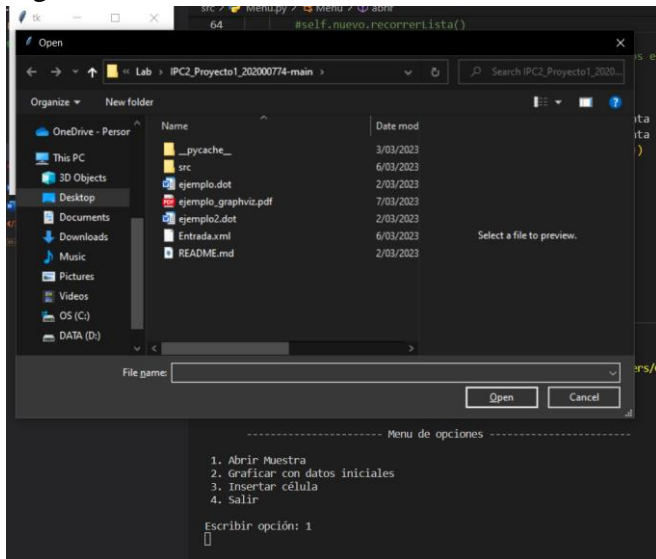 tk
src > Menu.py > Menu > abrir
64 #self.nuevo.recorrerLista()
Open
« Lab › IPC2_Proyecto1_202000774-main ›
Search IPC2_Proyecto1_2020...
Organize
New folder
OneDrive - Person
This PC
3D Objects
Desktop
Documents
Downloads
Music
Pictures
Videos
OS (C:)
DATA (D:)
Name Date mod
__pycache__ 3/03/2023
src 6/03/2023
ejemplo.dot 2/03/2023
ejemplo_graphviz.pdf 7/03/2023
ejemplo2.dot 2/03/2023
Entrada.xml 6/03/2023
README.md 2/03/2023
Select a file to preview.
File name:
Open Cancel
---------------------- Menu de opciones -----------------------
1. Abrir Muestra
2. Graficar con datos iniciales
3. Insertar célula
4. Salir
Escribir opción: 1